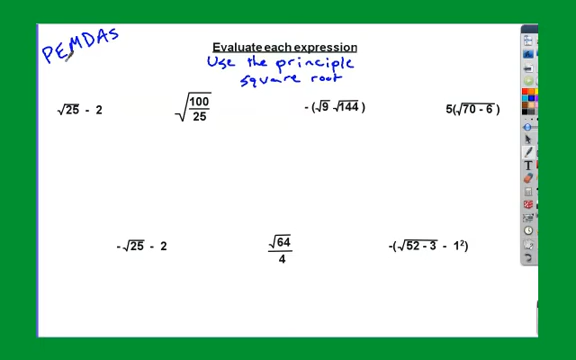 PEMDAS
Evaluate each expression
Use the principle
square root
√25 - 2
√(100/25)
-(√9 √144)
5(√(70 - 6))
-√25 - 2
√64/4
-(√(52 - 3) - 1²)